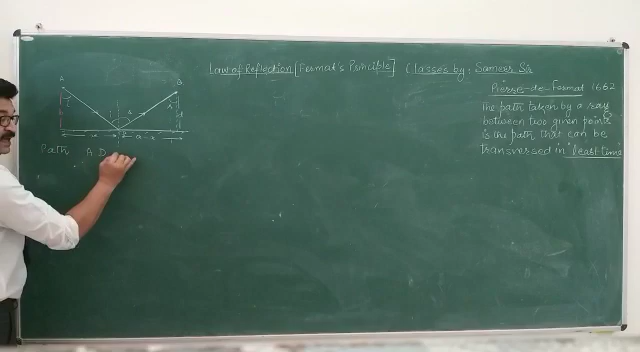 Law of Reflection [Fermat's Principle] Classes by: Sameer Sir
Pierre-de-Fermat 1662
The path taken by a ray
between two given points
is the path that can be
transversed in "least time"
A
B
x
a-x
Path A D